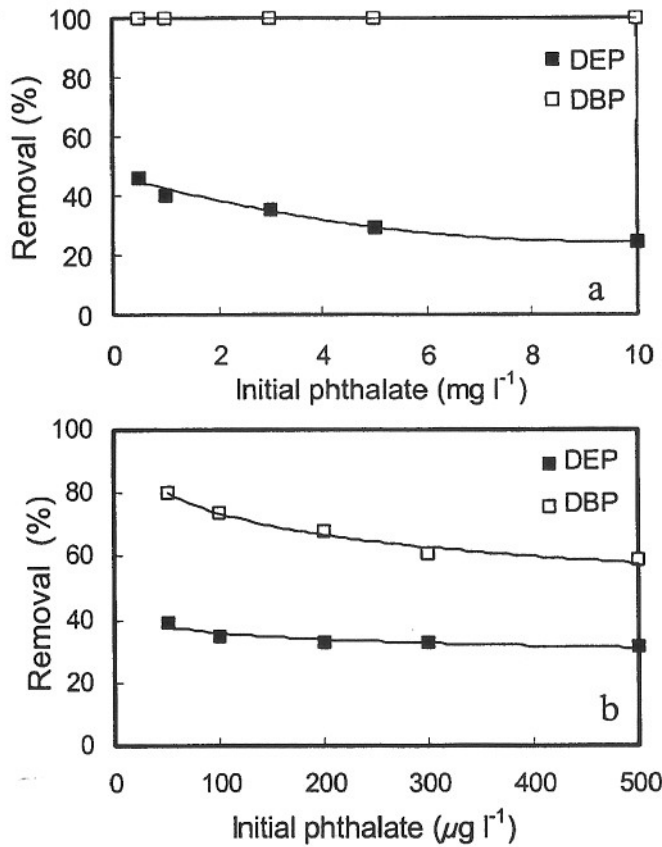 100
80
60
40
20
0
Removal (%)
DEP
DBP
a
0 2 4 6 8 10
Initial phthalate (mg l⁻¹)
100
80
60
40
20
0
Removal (%)
DEP
DBP
b
0 100 200 300 400 500
Initial phthalate (µg l⁻¹)